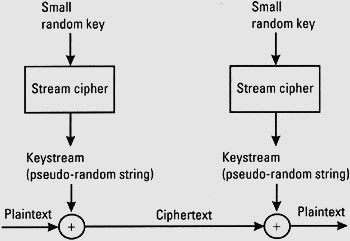 Small
random key
Stream cipher
Keystream
(pseudo-random string)
Plaintext
+
Ciphertext
Small
random key
Stream cipher
Keystream
(pseudo-random string)
+
Plaintext